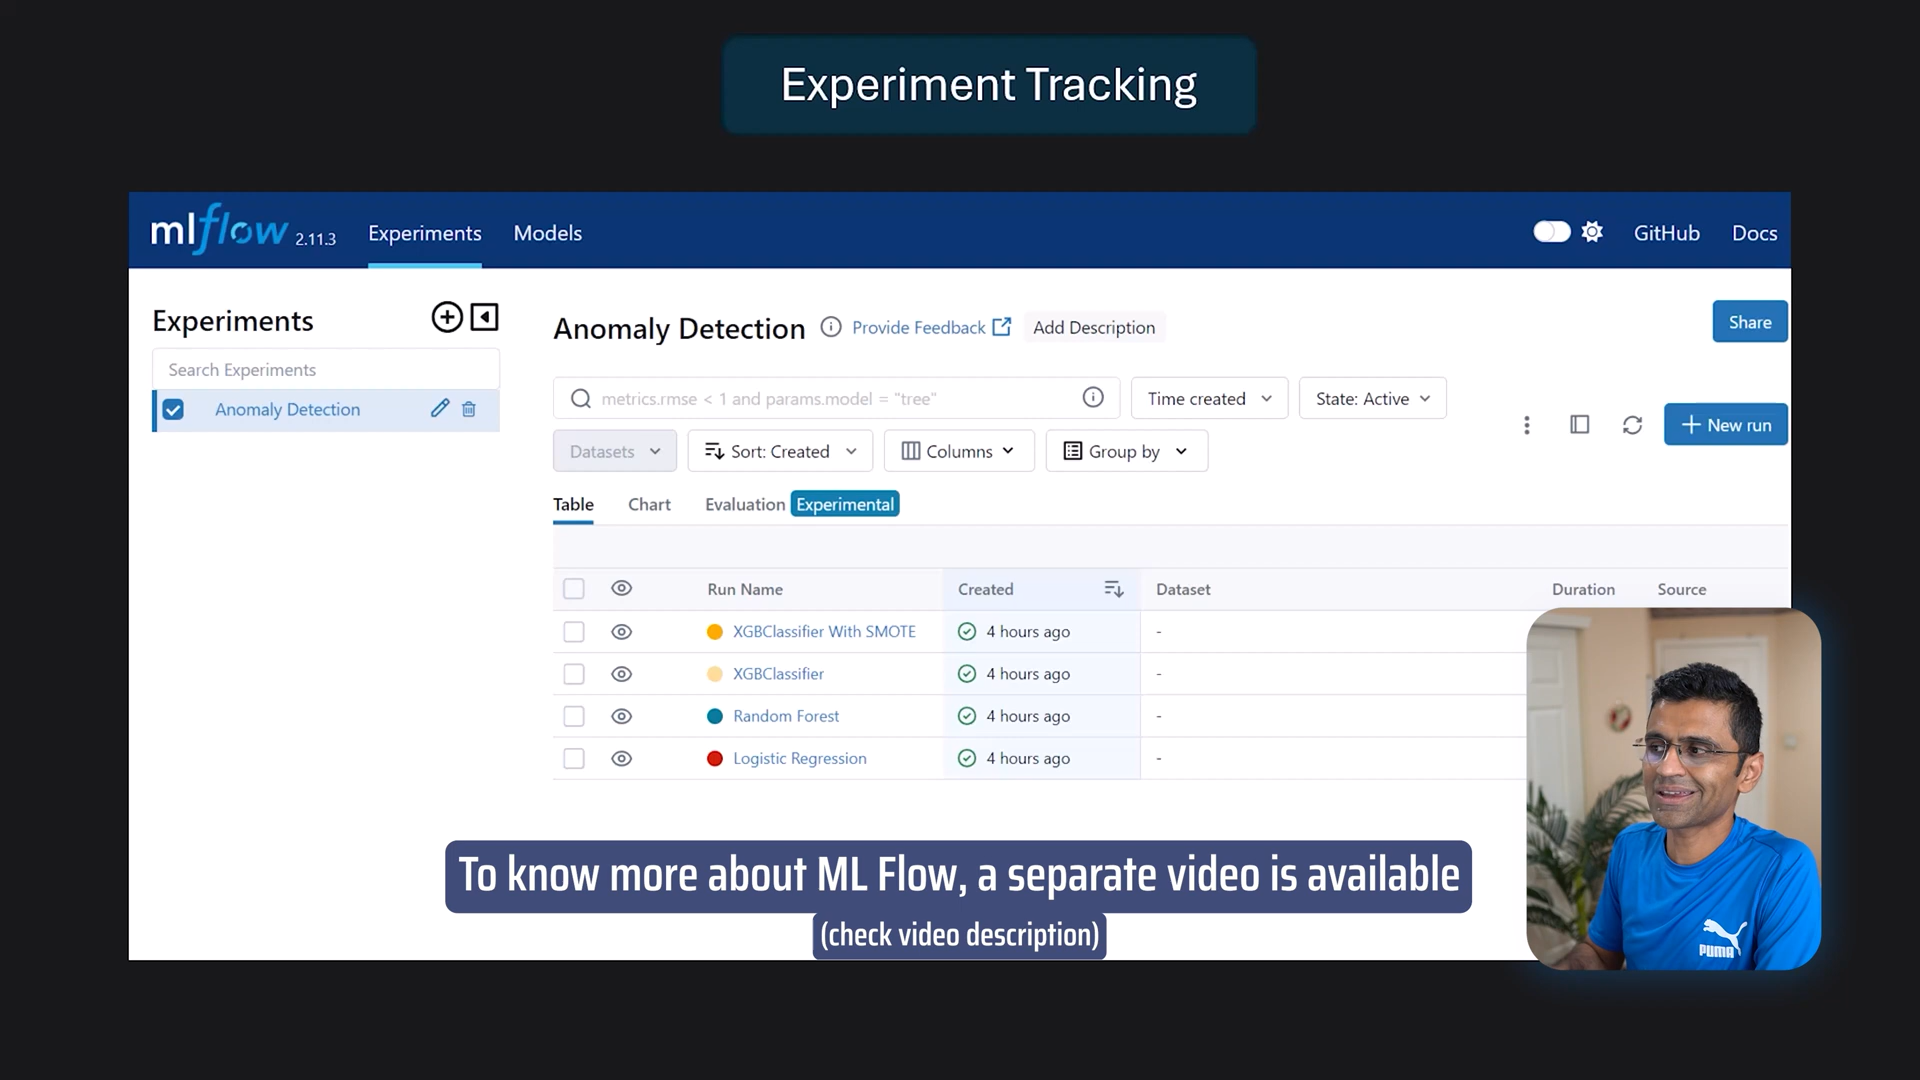 Experiment Tracking
mlflow 2.11.3 Experiments Models GitHub Docs
Experiments
Search Experiments
Anomaly Detection
Anomaly Detection Provide Feedback Add Description Share
metrics.rmse < 1 and params.model = "tree" Time created State: Active
New run
Datasets Sort: Created Columns Group by
Table Chart Evaluation Experimental
Run Name Created Dataset Duration Source
XGBClassifier With SMOTE 4 hours ago -
XGBClassifier 4 hours ago -
Random Forest 4 hours ago -
Logistic Regression 4 hours ago -
To know more about ML Flow, a separate video is available
(check video description)
PUMA